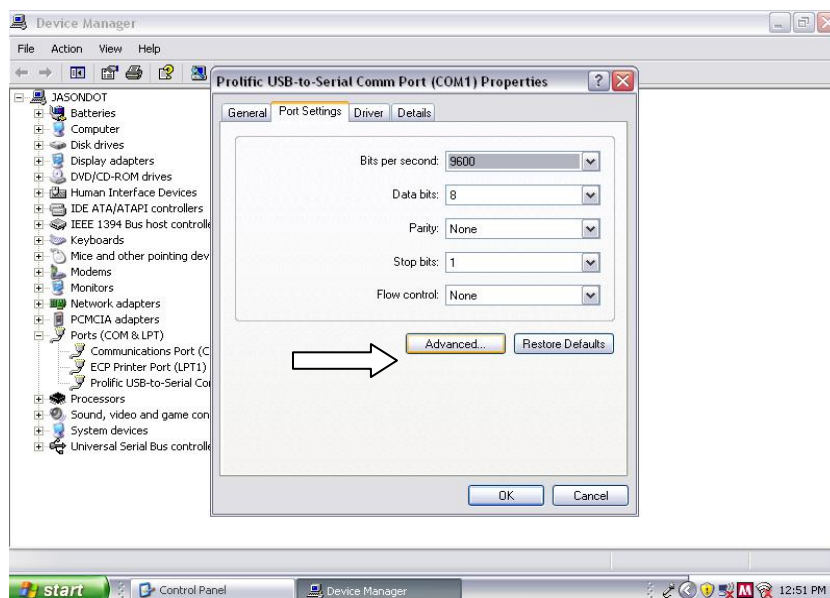 Device Manager
File Action View Help
JASONDOT
Batteries
Computer
Disk drives
Display adapters
DVD/CD-ROM drives
Human Interface Devices
IDE ATA/ATAPI controllers
IEEE 1394 Bus host controlle
Keyboards
Mice and other pointing dev
Modems
Monitors
Network adapters
PCMCIA adapters
Ports (COM & LPT)
Communications Port (C
ECP Printer Port (LPT1)
Prolific USB-to-Serial Co
Processors
Sound, video and game con
System devices
Universal Serial Bus controlle
Prolific USB-to-Serial Comm Port (COM1) Properties
General Port Settings Driver Details
Bits per second: 9600
Data bits: 8
Parity: None
Stop bits: 1
Flow control: None
Advanced... Restore Defaults
OK Cancel
start Control Panel Device Manager 12:51 PM